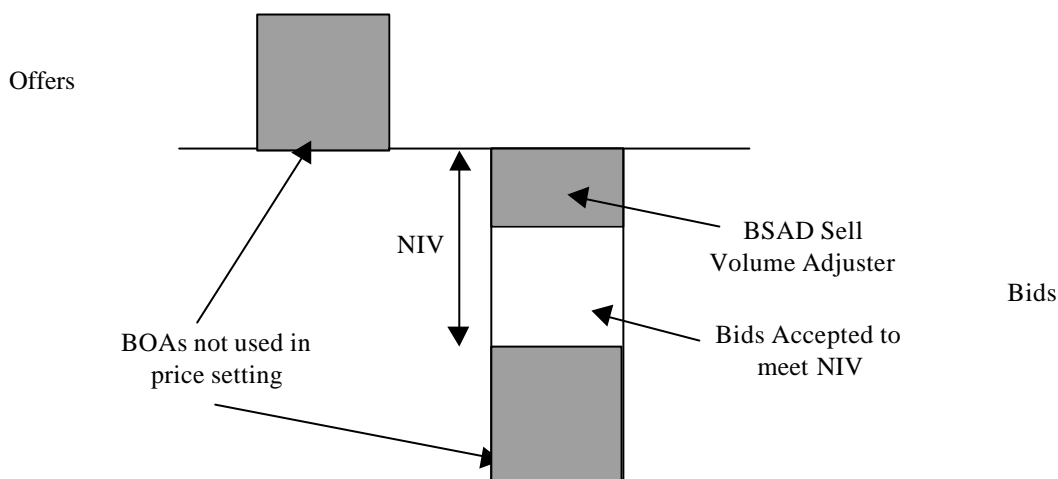 Offers
NIV
BSAD Sell
Volume Adjuster
Bids
BOAs not used in
price setting
Bids Accepted to
meet NIV